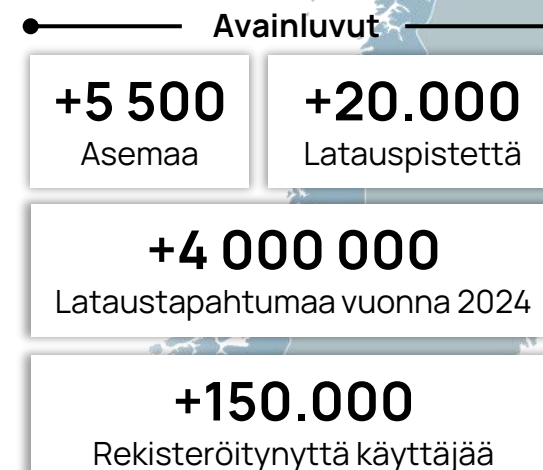 Avainluvut
+5 500
Asemaa
+20.000
Latauspistettä
+4 000 000
Lataustapahtumaa vuonna 2024
+150.000
Rekisteröitynyttä käyttäjää